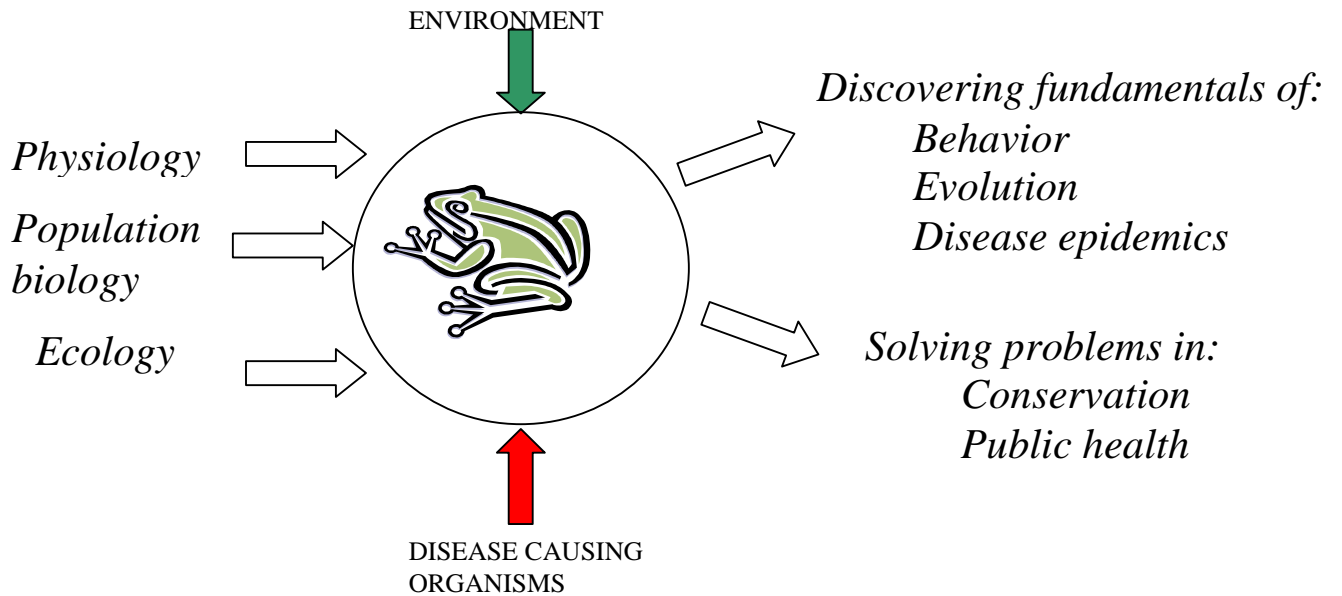 ENVIRONMENT
Physiology
Population
biology
Ecology
Discovering fundamentals of:
Behavior
Evolution
Disease epidemics
Solving problems in:
Conservation
Public health
DISEASE CAUSING
ORGANISMS